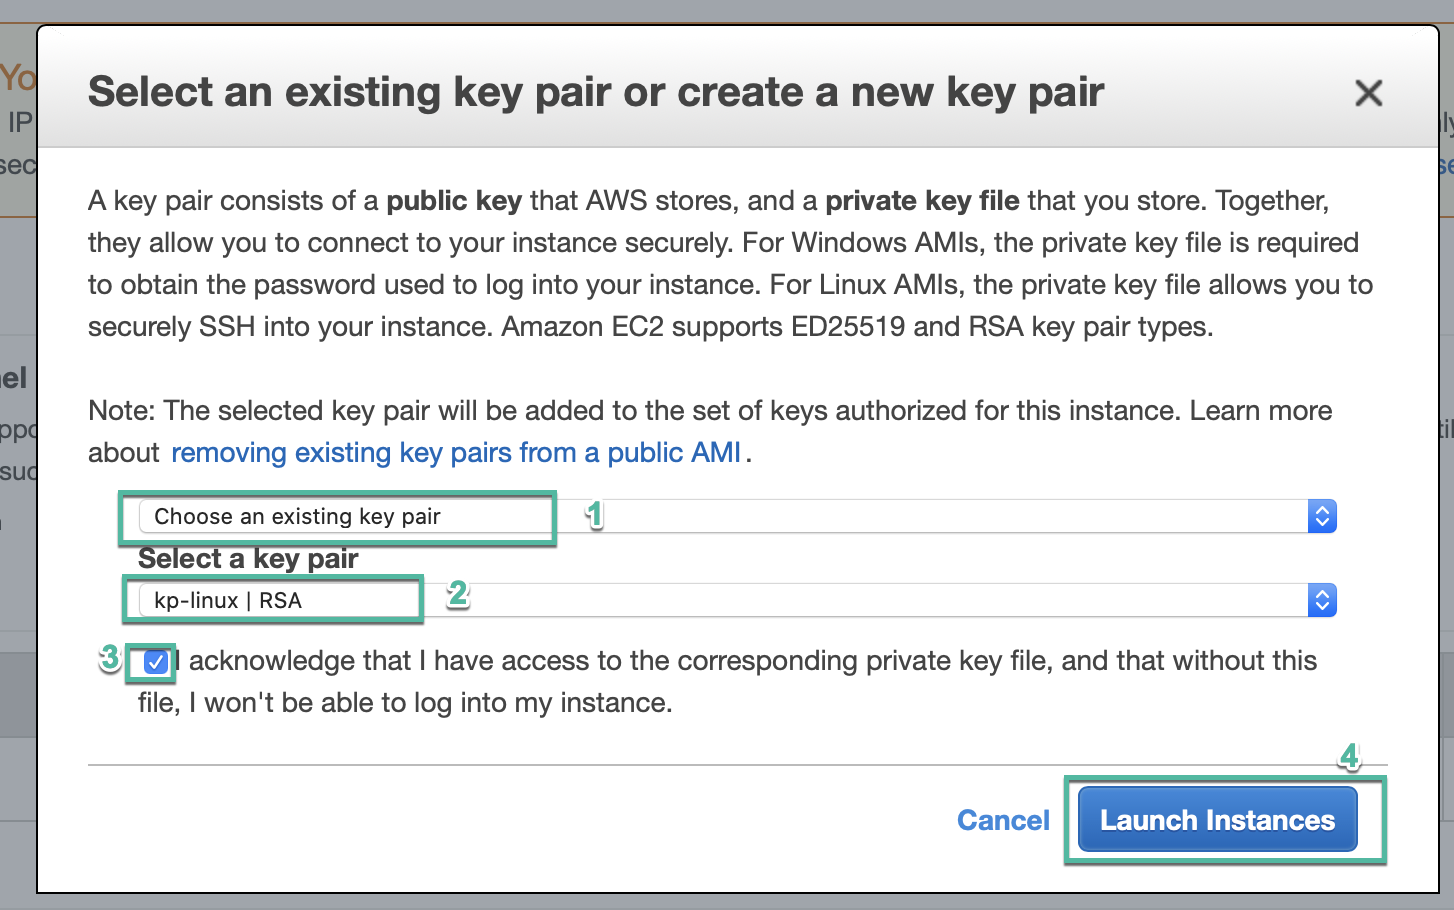 Select an existing key pair or create a new key pair
Yo
IP
sec
A key pair consists of a public key that AWS stores, and a private key file that you store. Together,
they allow you to connect to your instance securely. For Windows AMIs, the private key file is required
to obtain the password used to log into your instance. For Linux AMIs, the private key file allows you to
securely SSH into your instance. Amazon EC2 supports ED25519 and RSA key pair types.
Note: The selected key pair will be added to the set of keys authorized for this instance. Learn more
about removing existing key pairs from a public AMI.
Choose an existing key pair 1
Select a key pair
kp-linux | RSA 2
3 I acknowledge that I have access to the corresponding private key file, and that without this
file, I won't be able to log into my instance.
4
Cancel Launch Instances